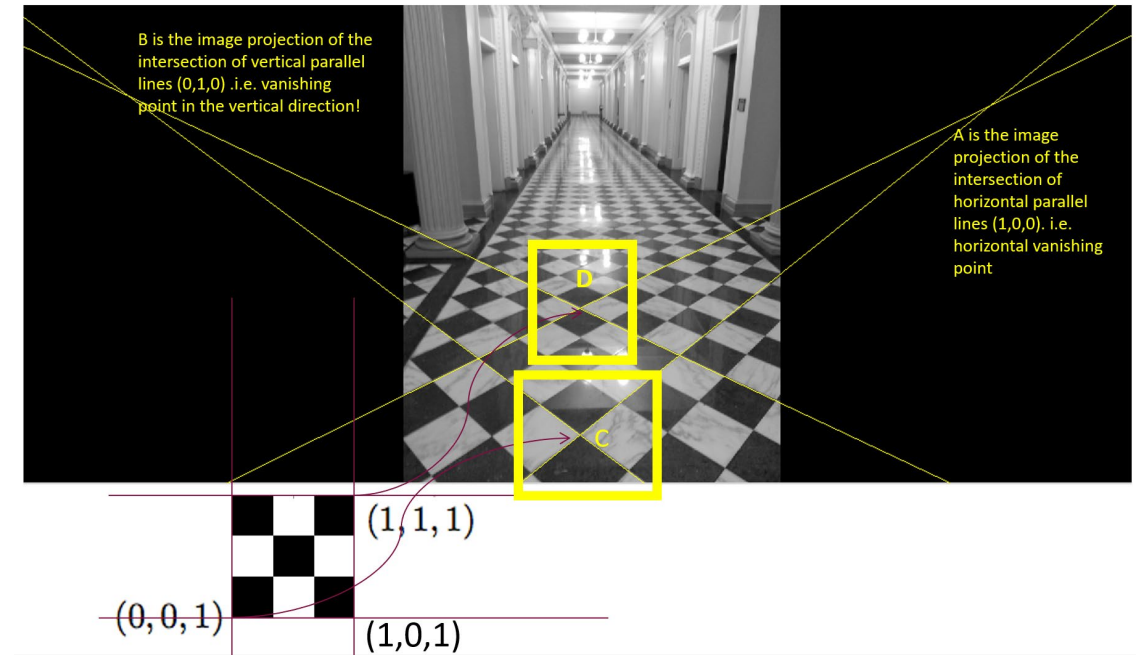 B is the image projection of the
intersection of vertical parallel
lines (0,1,0) .i.e. vanishing
point in the vertical direction!
A is the image
projection of the
intersection of
horizontal parallel
lines (1,0,0). i.e.
horizontal vanishing
point
D
C
(1, 1, 1)
(0, 0, 1)
(1,0,1)